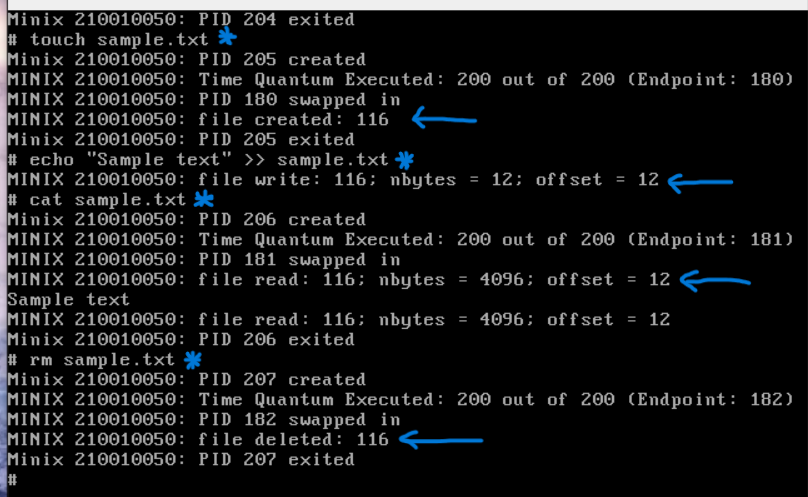 Minix 210010050: PID 204 exited
# touch sample.txt
Minix 210010050: PID 205 created
MINIX 210010050: Time Quantum Executed: 200 out of 200 (Endpoint: 180)
MINIX 210010050: PID 180 swapped in
MINIX 210010050: file created: 116
Minix 210010050: PID 205 exited
# echo "Sample text" >> sample.txt
MINIX 210010050: file write: 116; nbytes = 12; offset = 12
# cat sample.txt
Minix 210010050: PID 206 created
MINIX 210010050: Time Quantum Executed: 200 out of 200 (Endpoint: 181)
MINIX 210010050: PID 181 swapped in
MINIX 210010050: file read: 116; nbytes = 4096; offset = 12
Sample text
MINIX 210010050: file read: 116; nbytes = 4096; offset = 12
Minix 210010050: PID 206 exited
# rm sample.txt
Minix 210010050: PID 207 created
MINIX 210010050: Time Quantum Executed: 200 out of 200 (Endpoint: 182)
MINIX 210010050: PID 182 swapped in
MINIX 210010050: file deleted: 116
Minix 210010050: PID 207 exited
#